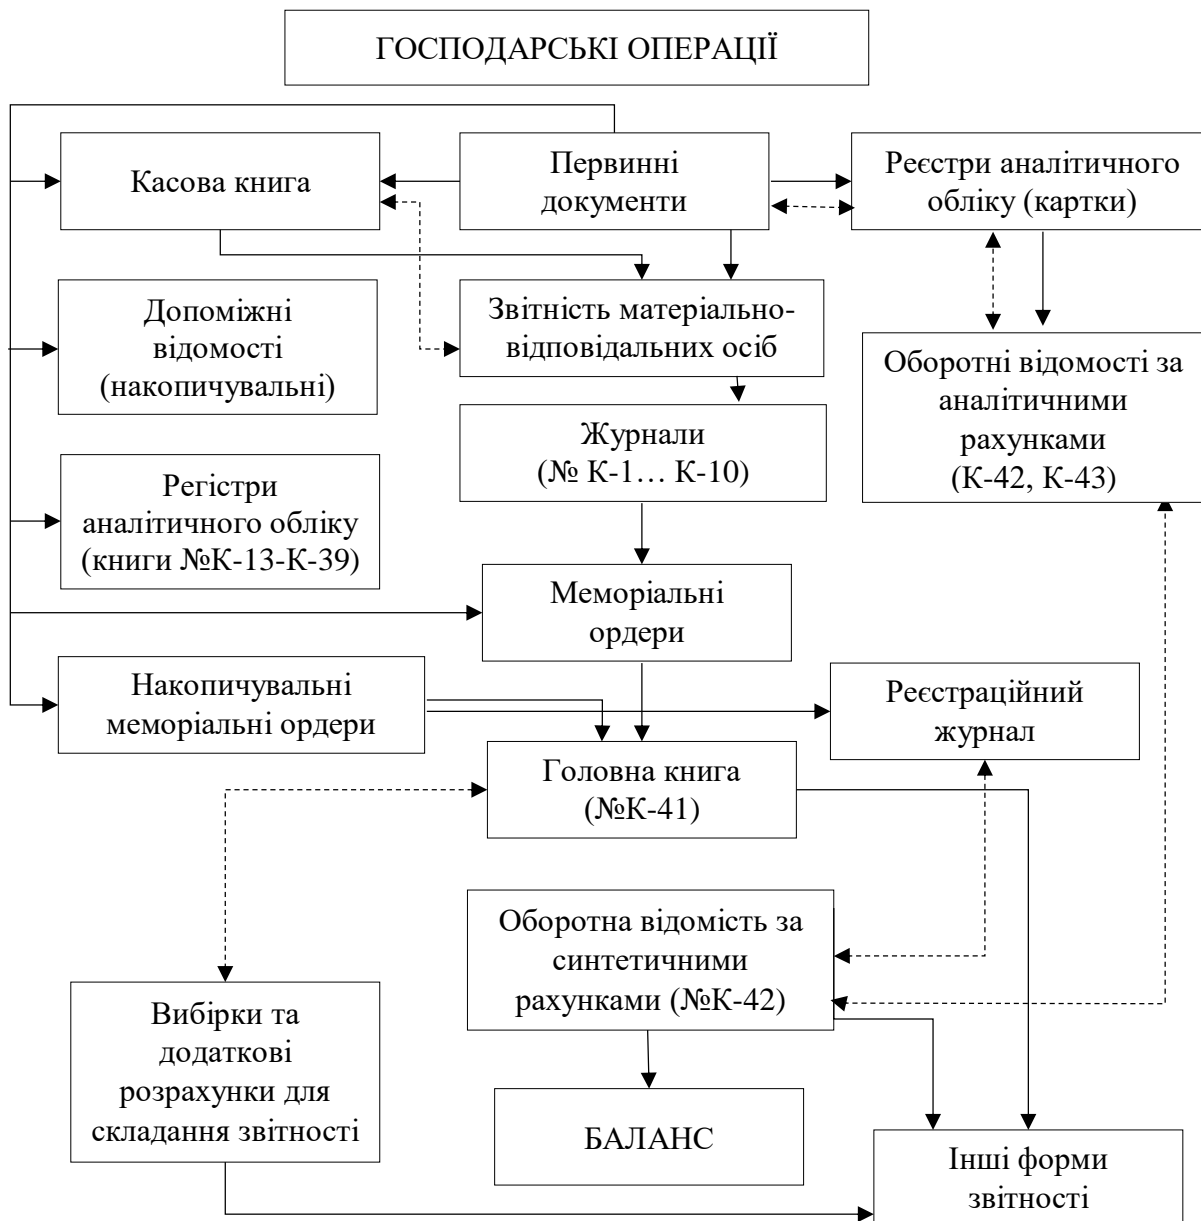 ГОСПОДАРСЬКІ ОПЕРАЦІЇ
Касова книга
Первинні
документи
Реєстри аналітичного
обліку (картки)
Допоміжні
відомості
(накопичувальні)
Звітність матеріально-
відповідальних осіб
Оборотні відомості за
аналітичними
рахунками
(К-42, К-43)
Журнали
(№ К-1… К-10)
Регістри
аналітичного обліку
(книги №К-13-К-39)
Меморіальні
ордери
Накопичувальні
меморіальні ордери
Реєстраційний
журнал
Головна книга
(№К-41)
Оборотна відомість за
синтетичними
рахунками (№К-42)
Вибірки та
додаткові
розрахунки для
складання звітності
БАЛАНС
Інші форми
звітності